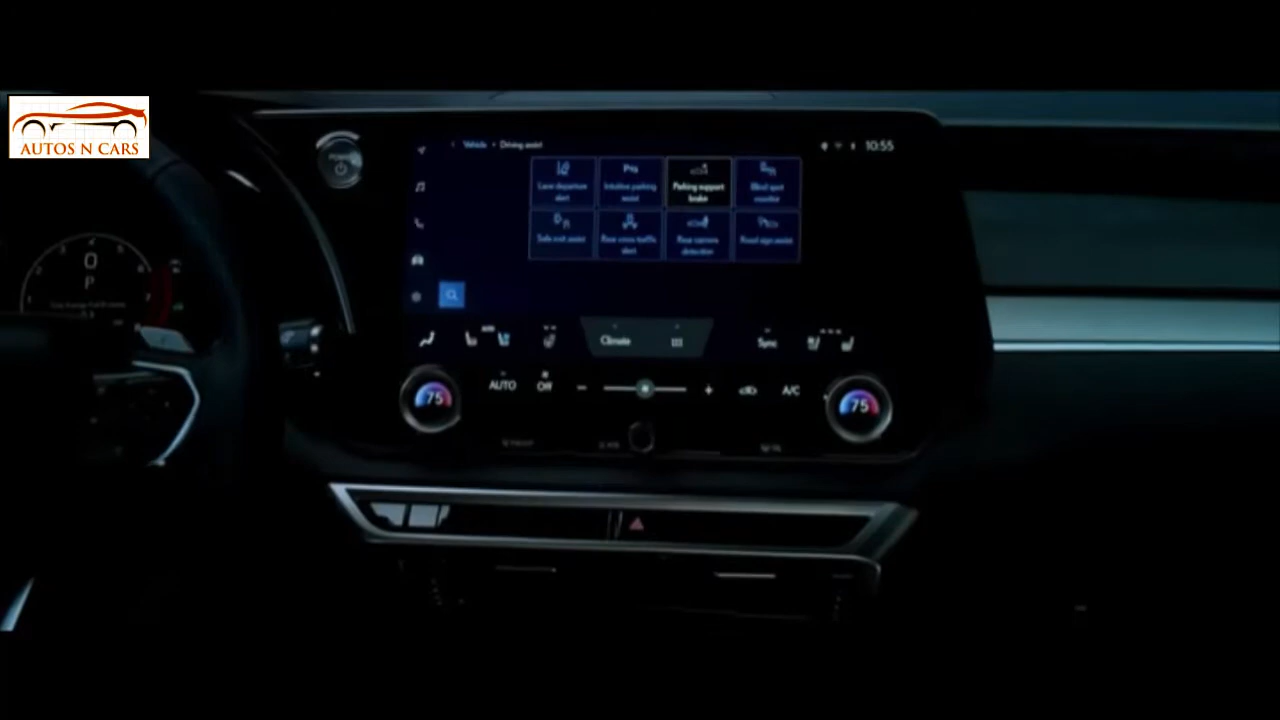 AUTOS N CARS
POWER
Vehicle • Driving assist
10:55
Lane departure
alert
Intuitive parking
assist
Parking support
brake
Blind spot
monitor
Safe exit assist
Rear cross traffic
alert
Rear camera
detection
Road sign assist
0
P
Climate
Sync
AUTO
Off
A/C
75
75